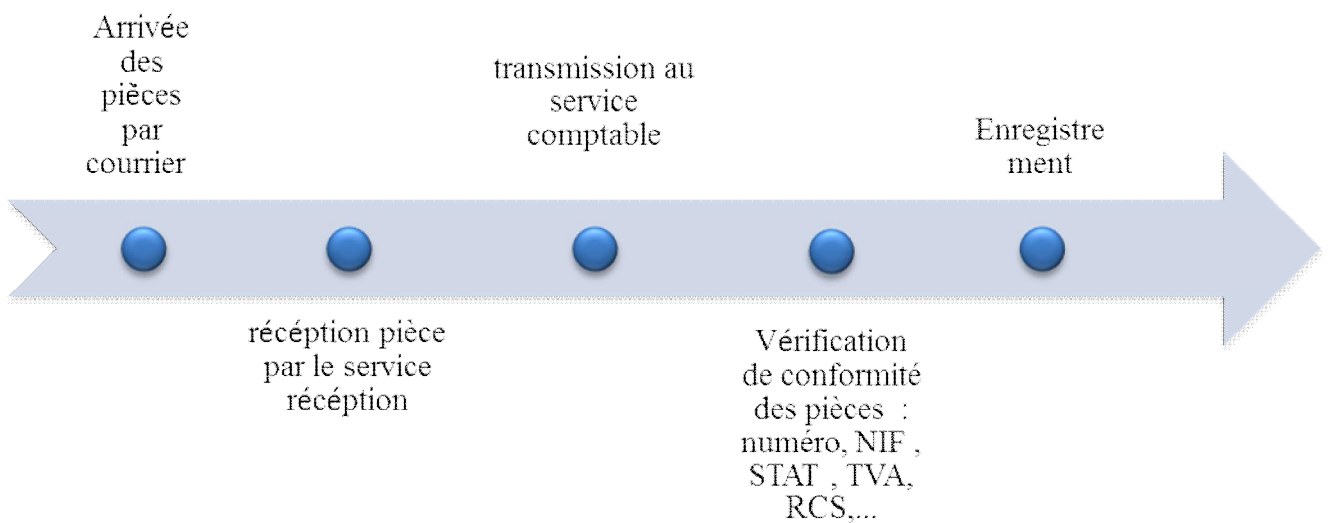 Arrivée
des
pièces
par
courrier
récéption pièce
par le service
récéption
transmission au
service
comptable
Vérification
de conformité
des pièces :
numéro, NIF ,
STAT , TVA,
RCS,...
Enregistre
ment